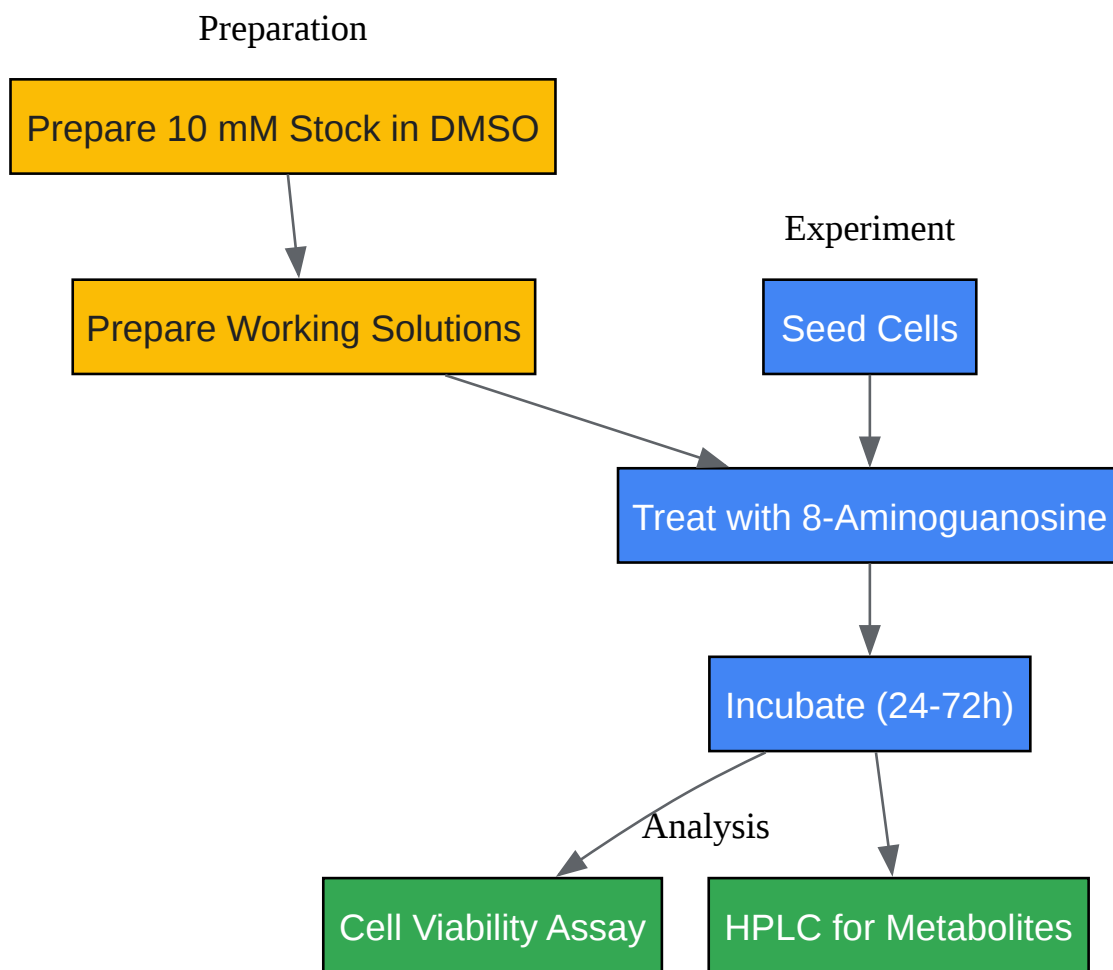 Preparation
Prepare 10 mM Stock in DMSO
Prepare Working Solutions
Experiment
Seed Cells
Treat with 8-Aminoguanosine
Incubate (24-72h)
Analysis
Cell Viability Assay
HPLC for Metabolites